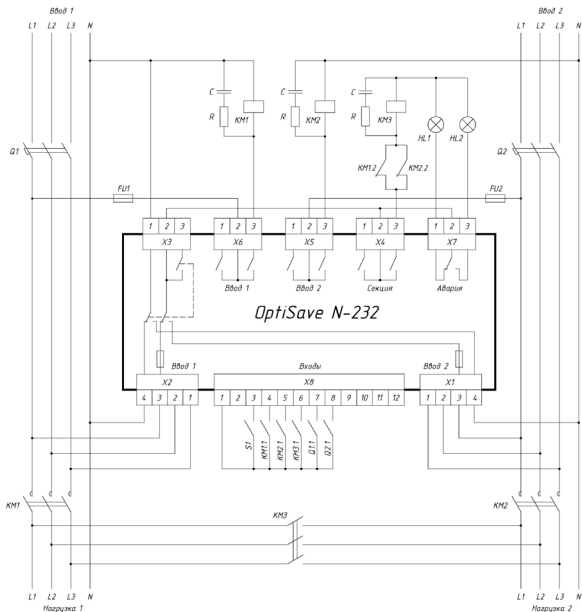 Ввод 1
Ввод 2
L1 L2 L3 N
L1 L2 L3 N
C
R
KM1
C
R
KM2
C
R
KM3
HL1
HL2
Q1
Q2
KM1.2
KM2.2
FU1
FU2
1 2 3
1 2 3
1 2 3
1 2 3
1 2 3
X3
X6
X5
X4
X7
Ввод 1
Ввод 2
Секция
Авария
OptiSave N-232
Ввод 1
Входы
Ввод 2
X2
X8
X1
4 3 2 1
1 2 3 4 5 6 7 8 9 10 11 12
1 2 3 4
S1
KM1.1
KM2.1
KM3.1
Q1.1
Q2.1
KM1
KM2
KM3
L1 L2 L3 N
L1 L2 L3 N
Нагрузка 1
Нагрузка 2